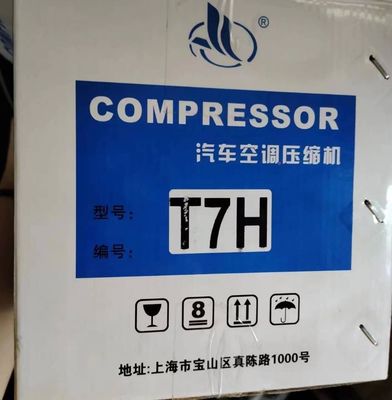 ®
COMPRESSOR
汽车空调压缩机
型号:
T7H
编号:
8
地址:上海市宝山区真陈路1000号